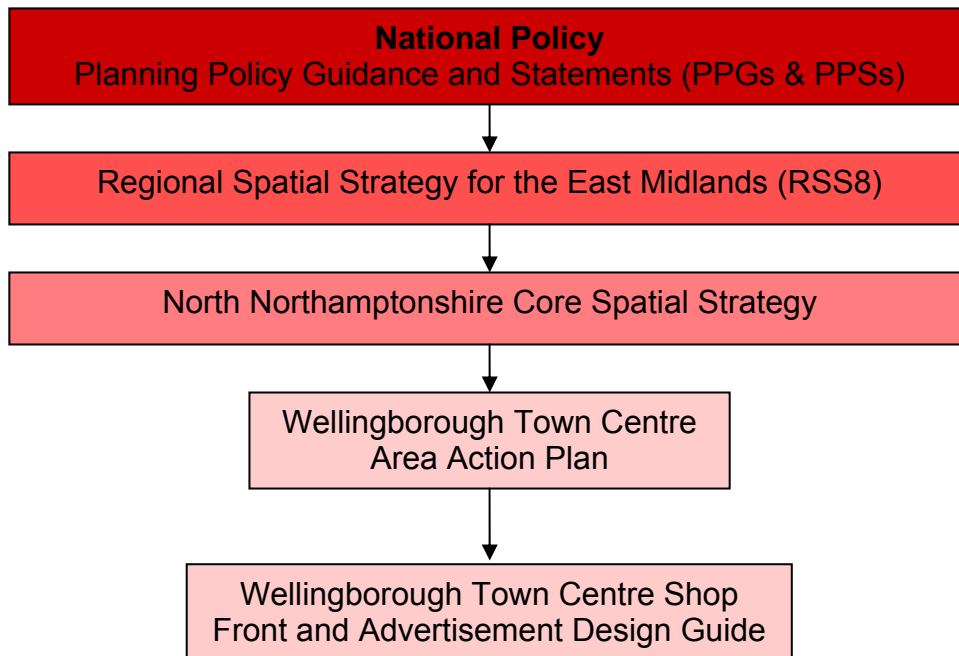 National Policy
Planning Policy Guidance and Statements (PPGs & PPSs)
Regional Spatial Strategy for the East Midlands (RSS8)
North Northamptonshire Core Spatial Strategy
Wellingborough Town Centre
Area Action Plan
Wellingborough Town Centre Shop
Front and Advertisement Design Guide